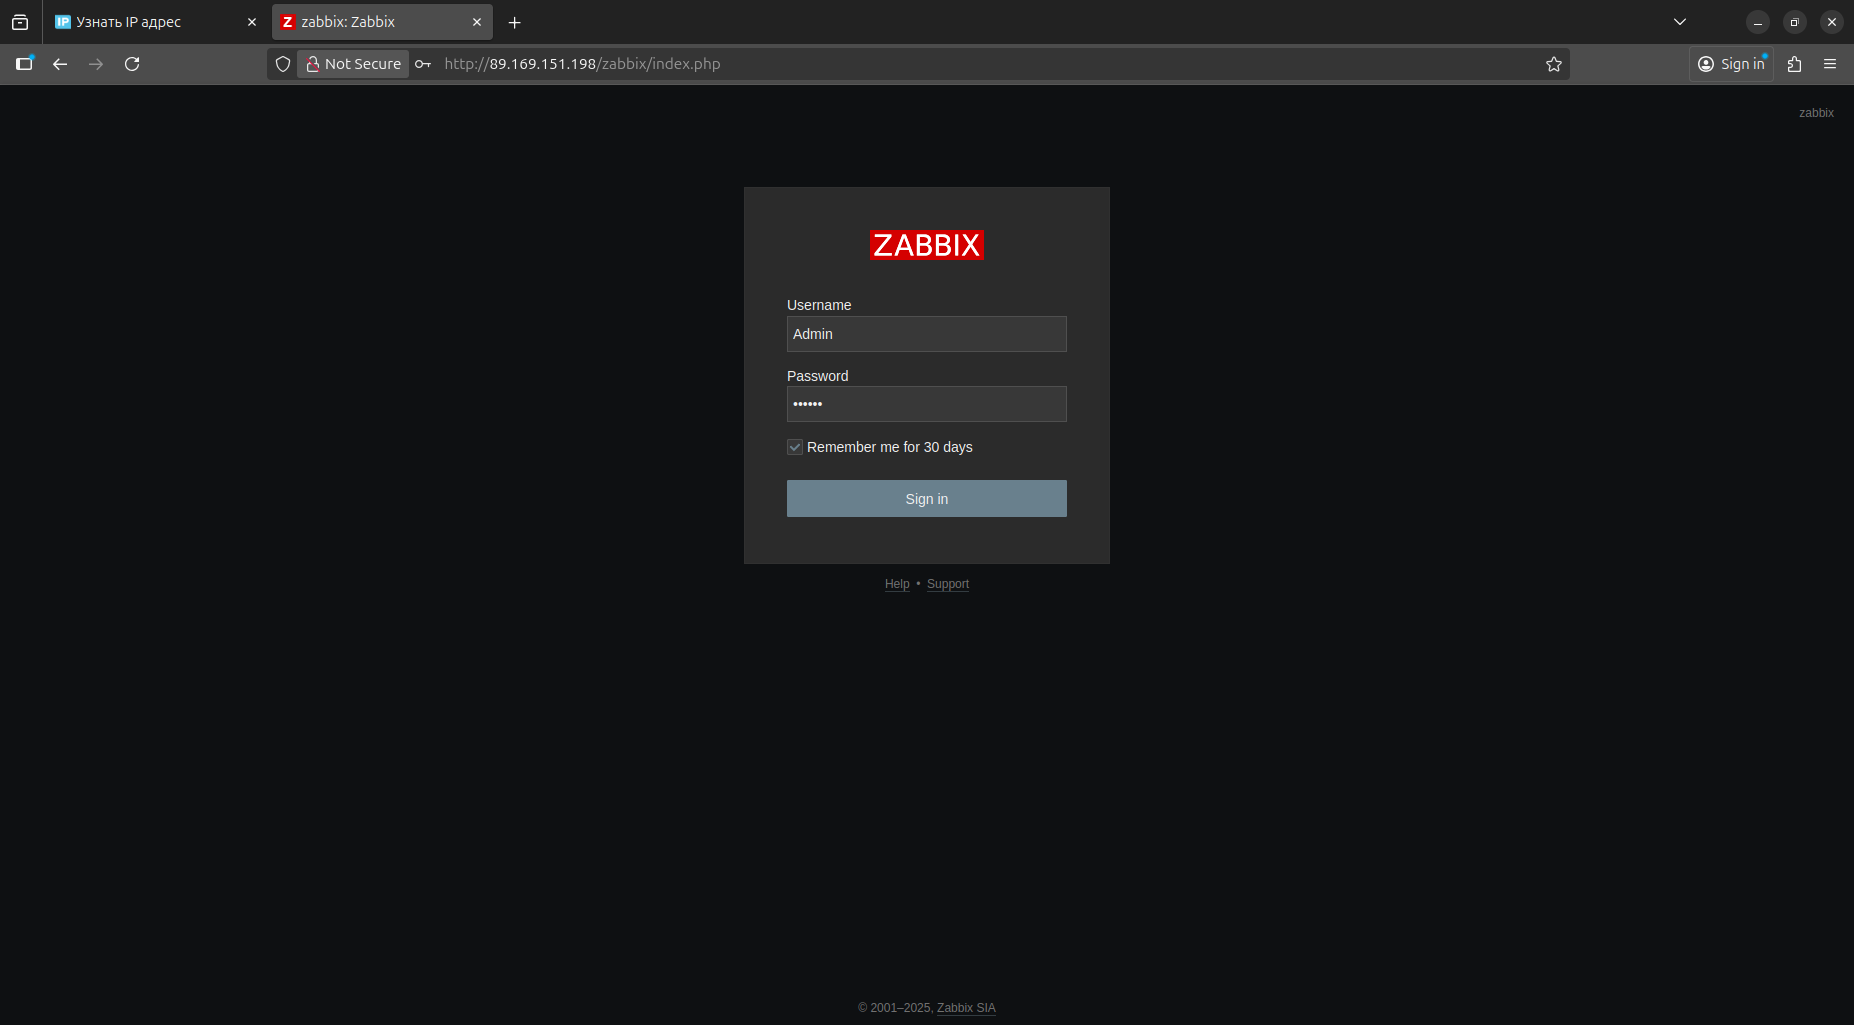 Узнать IP адрес
zabbix: Zabbix
Not Secure
http://89.169.151.198/zabbix/index.php
Sign in
zabbix
ZABBIX
Username
Admin
Password
••••••
Remember me for 30 days
Sign in
Help • Support
© 2001–2025, Zabbix SIA